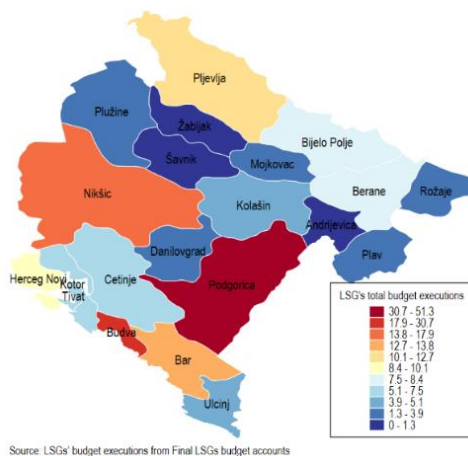 Pljevlja
Plužine
Žabljak
Šavnik
Bijelo Polje
Mojkovac
Nikšic
Kolašin
Berane
Rožaje
Andrijevica
Danilovgrad
Plav
Podgorica
Herceg Novi
Kotor
Tivat
Cetinje
Budva
Bar
Ulcinj
LSG's total budget executions
30.7 - 51.3
17.9 - 30.7
13.8 - 17.9
12.7 - 13.8
10.1 - 12.7
8.4 - 10.1
7.5 - 8.4
5.1 - 7.5
3.9 - 5.1
1.3 - 3.9
0 - 1.3
Source: LSGs' budget executions from Final LSGs budget accounts